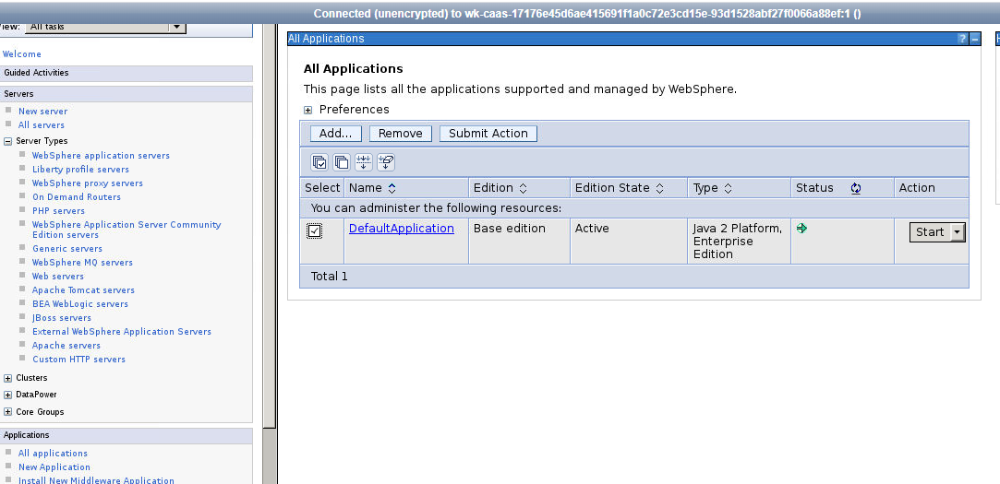 Connected (unencrypted) to wk-caas-17176e45d6ae415691f1a0c72e3cd15e-93d1528abf27f0066a88ef:1 ()
All tasks
Welcome
Guided Activities
Servers
New server
All servers
Server Types
WebSphere application servers
Liberty profile servers
WebSphere proxy servers
On Demand Routers
PHP servers
WebSphere Application Server Community
Edition servers
Generic servers
WebSphere MQ servers
Web servers
Apache Tomcat servers
BEA WebLogic servers
JBoss servers
External WebSphere Application Servers
Apache servers
Custom HTTP servers
Clusters
DataPower
Core Groups
Applications
All applications
New Application
Install New Middleware Application
All Applications ? –
All Applications
This page lists all the applications supported and managed by WebSphere.
Preferences
Add... Remove Submit Action
Select Name Edition Edition State Type Status Action
You can administer the following resources:
DefaultApplication Base edition Active Java 2 Platform, Start
Enterprise
Edition
Total 1